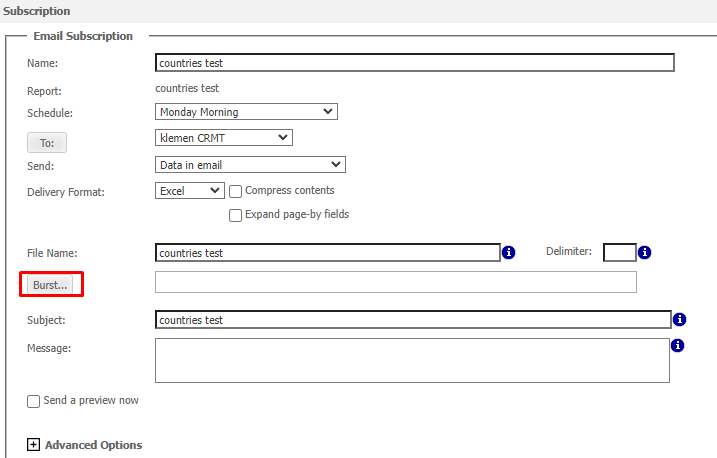 Subscription
Email Subscription
Name: countries test
Report: countries test
Schedule: Monday Morning
To: klemen CRMT
Send: Data in email
Delivery Format: Excel Compress contents
Expand page-by fields
File Name: countries test i Delimiter: i
Burst...
Subject: countries test i
Message: i
Send a preview now
Advanced Options